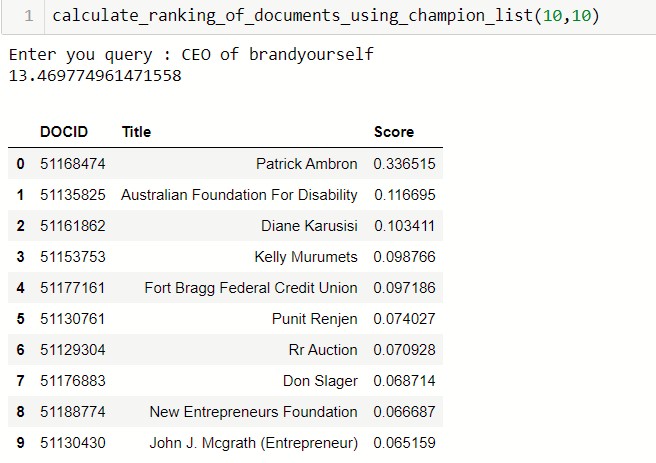 1 calculate_ranking_of_documents_using_champion_list(10,10)
Enter you query : CEO of brandyourself
13.469774961471558
DOCID Title Score
0 51168474 Patrick Ambron 0.336515
1 51135825 Australian Foundation For Disability 0.116695
2 51161862 Diane Karusisi 0.103411
3 51153753 Kelly Murumets 0.098766
4 51177161 Fort Bragg Federal Credit Union 0.097186
5 51130761 Punit Renjen 0.074027
6 51129304 Rr Auction 0.070928
7 51176883 Don Slager 0.068714
8 51188774 New Entrepreneurs Foundation 0.066687
9 51130430 John J. Mcgrath (Entrepreneur) 0.065159